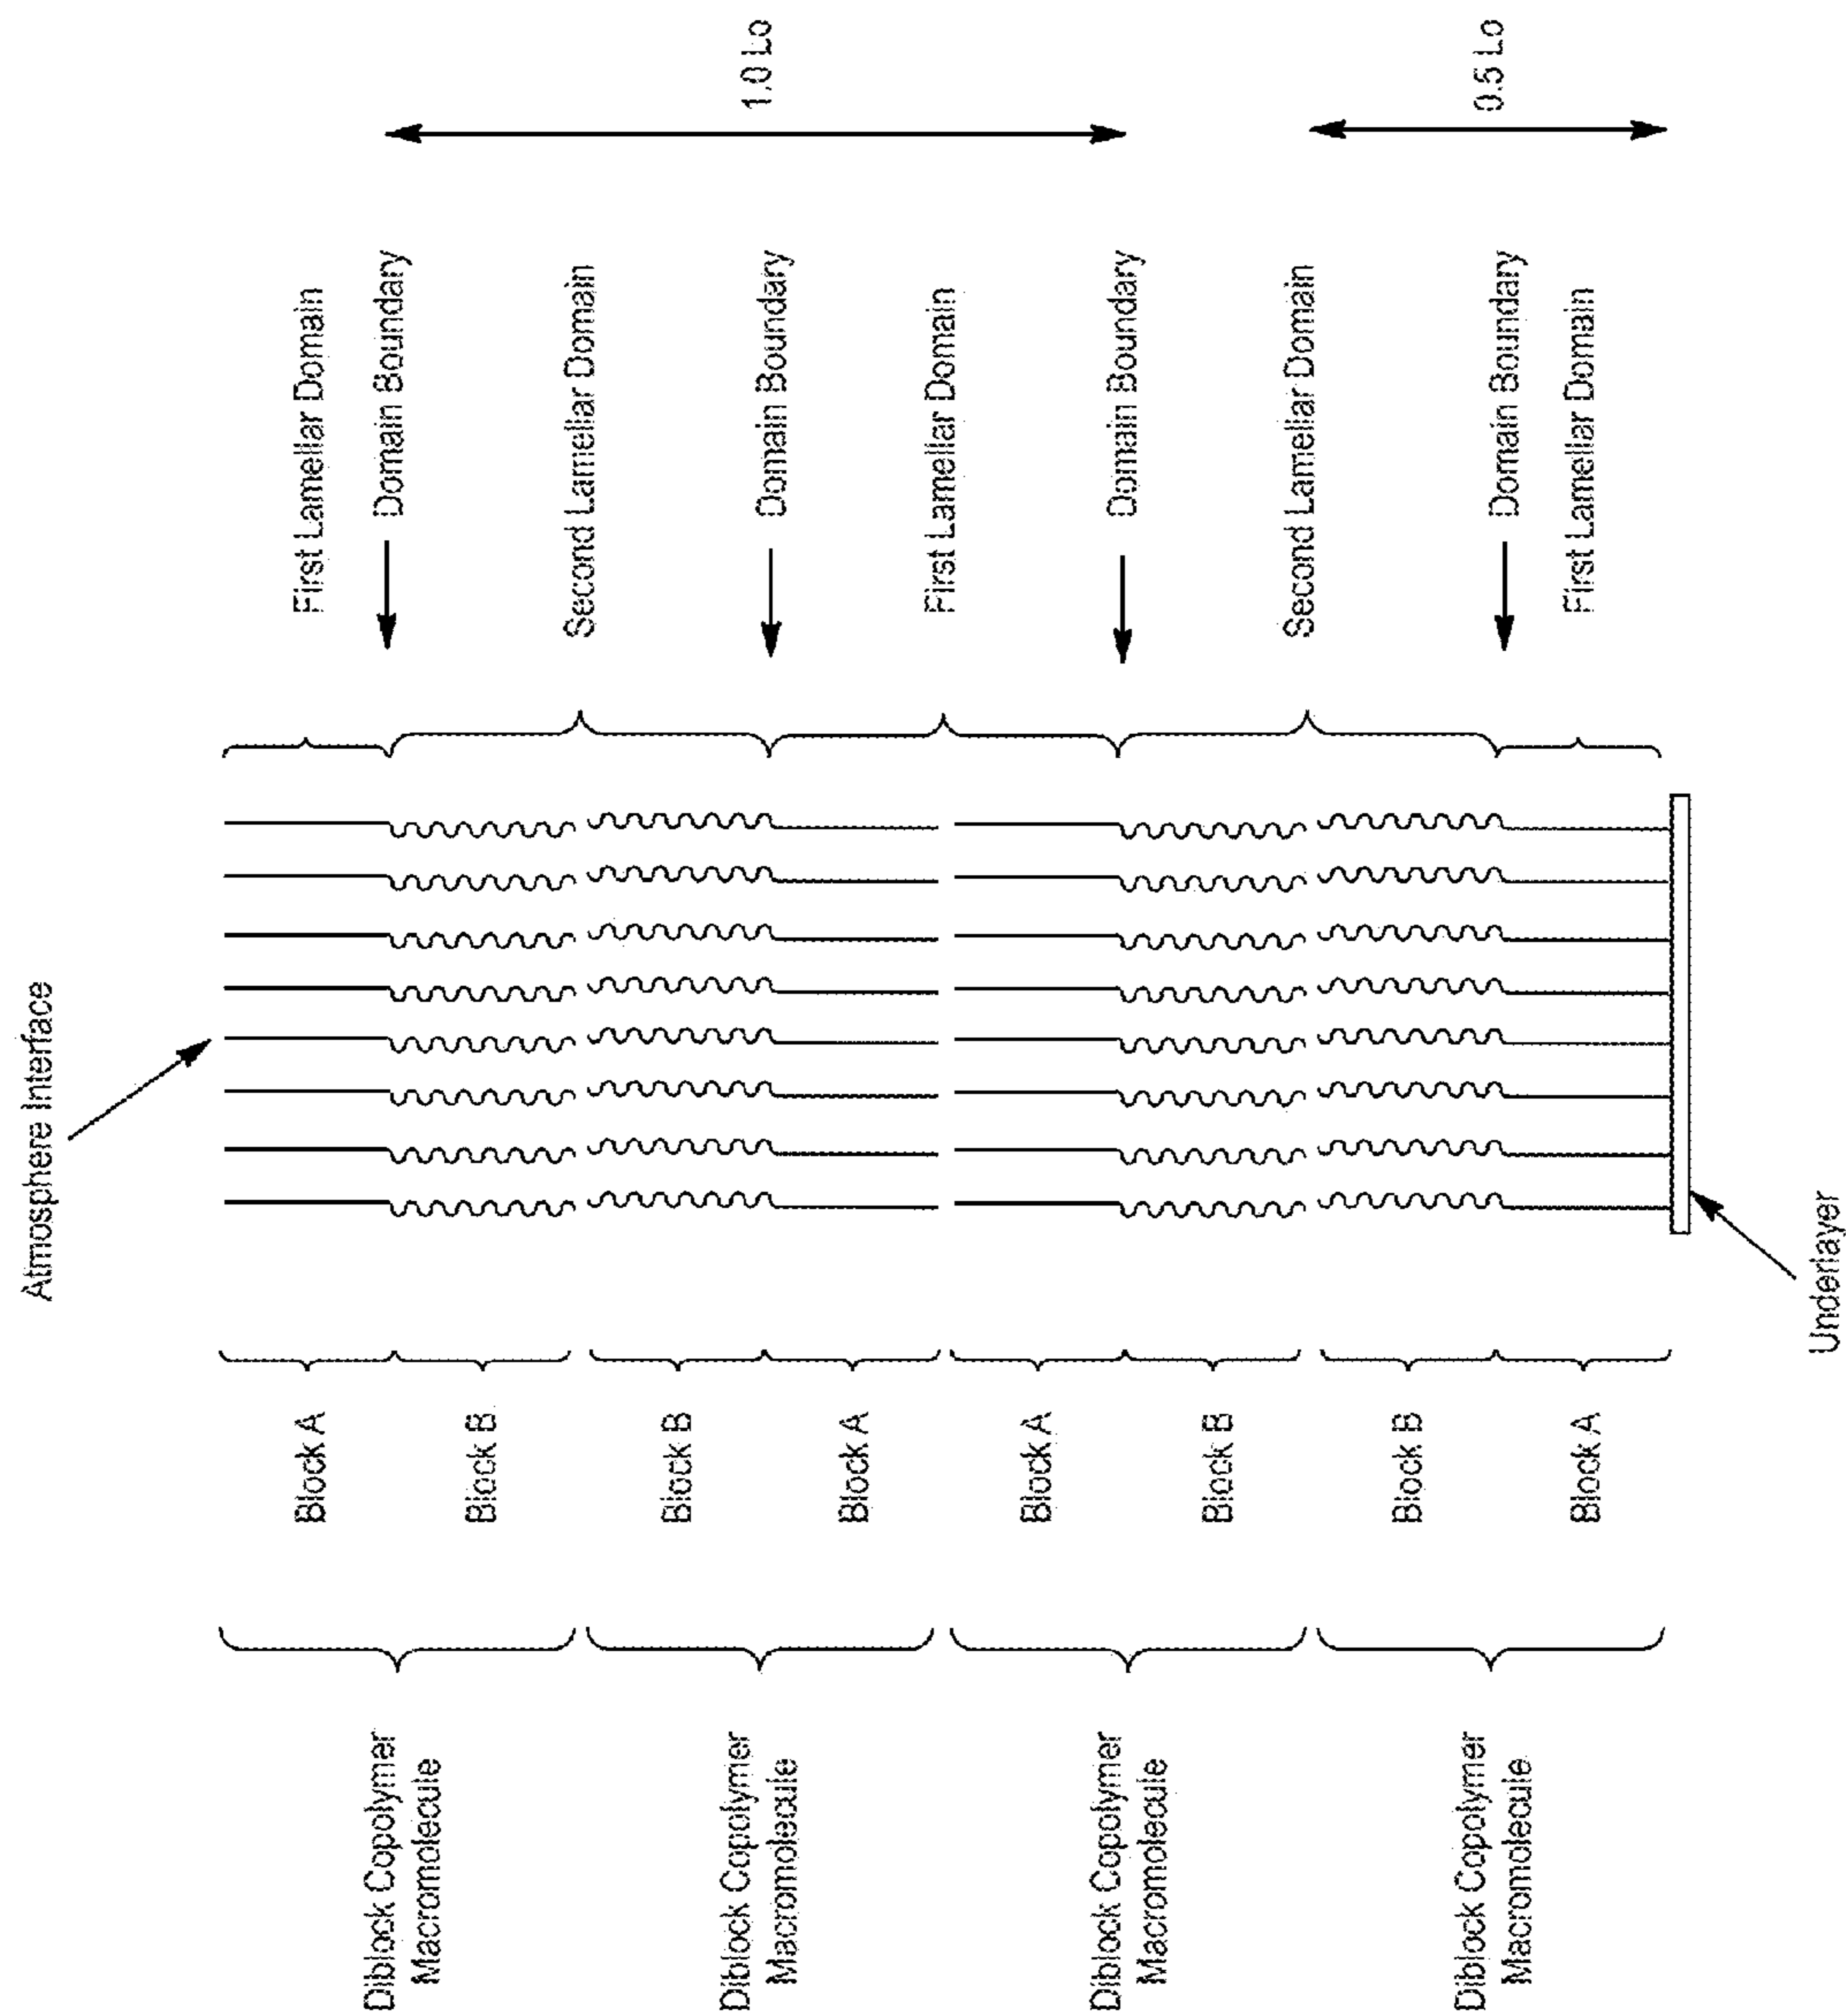 Atmosphere Interface
Diblock Copolymer
Macromolecule
Block A
Block B
First Lamellar Domain
Domain Boundary
Second Lamellar Domain
1.0 Lo
Diblock Copolymer
Macromolecule
Block B
Block A
Domain Boundary
First Lamellar Domain
Diblock Copolymer
Macromolecule
Block A
Block B
Domain Boundary
Second Lamellar Domain
Diblock Copolymer
Macromolecule
Block B
Block A
Domain Boundary
First Lamellar Domain
0.5 Lo
Underlayer